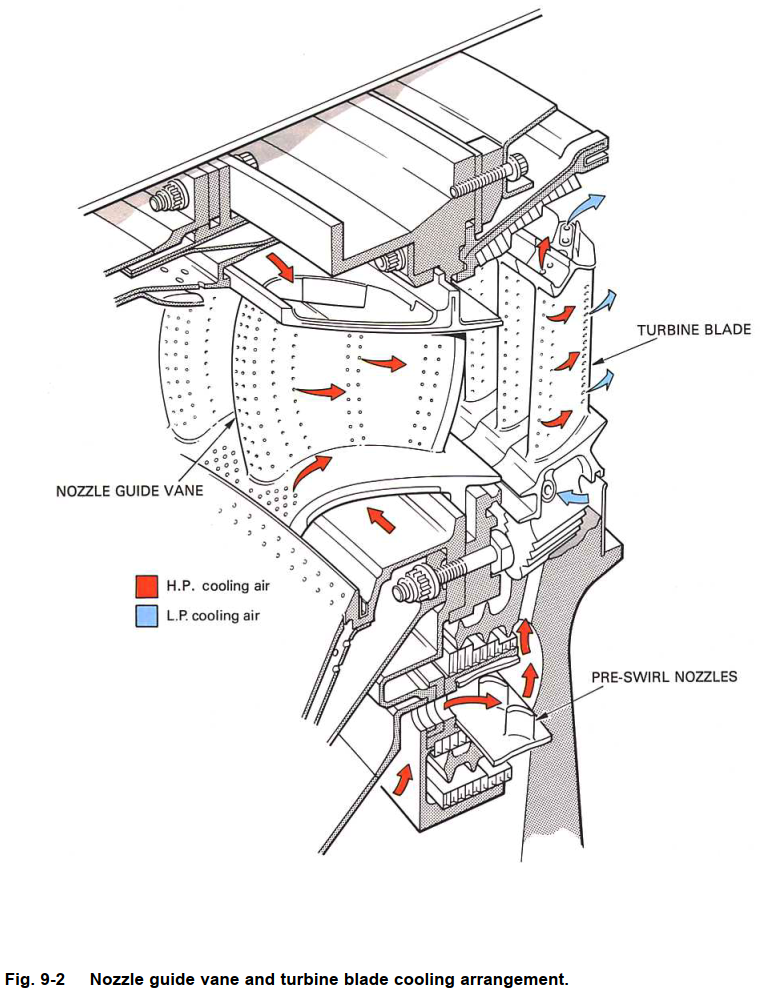 TURBINE BLADE
NOZZLE GUIDE VANE
H.P. cooling air
L.P. cooling air
PRE-SWIRL NOZZLES
Fig. 9-2 Nozzle guide vane and turbine blade cooling arrangement.